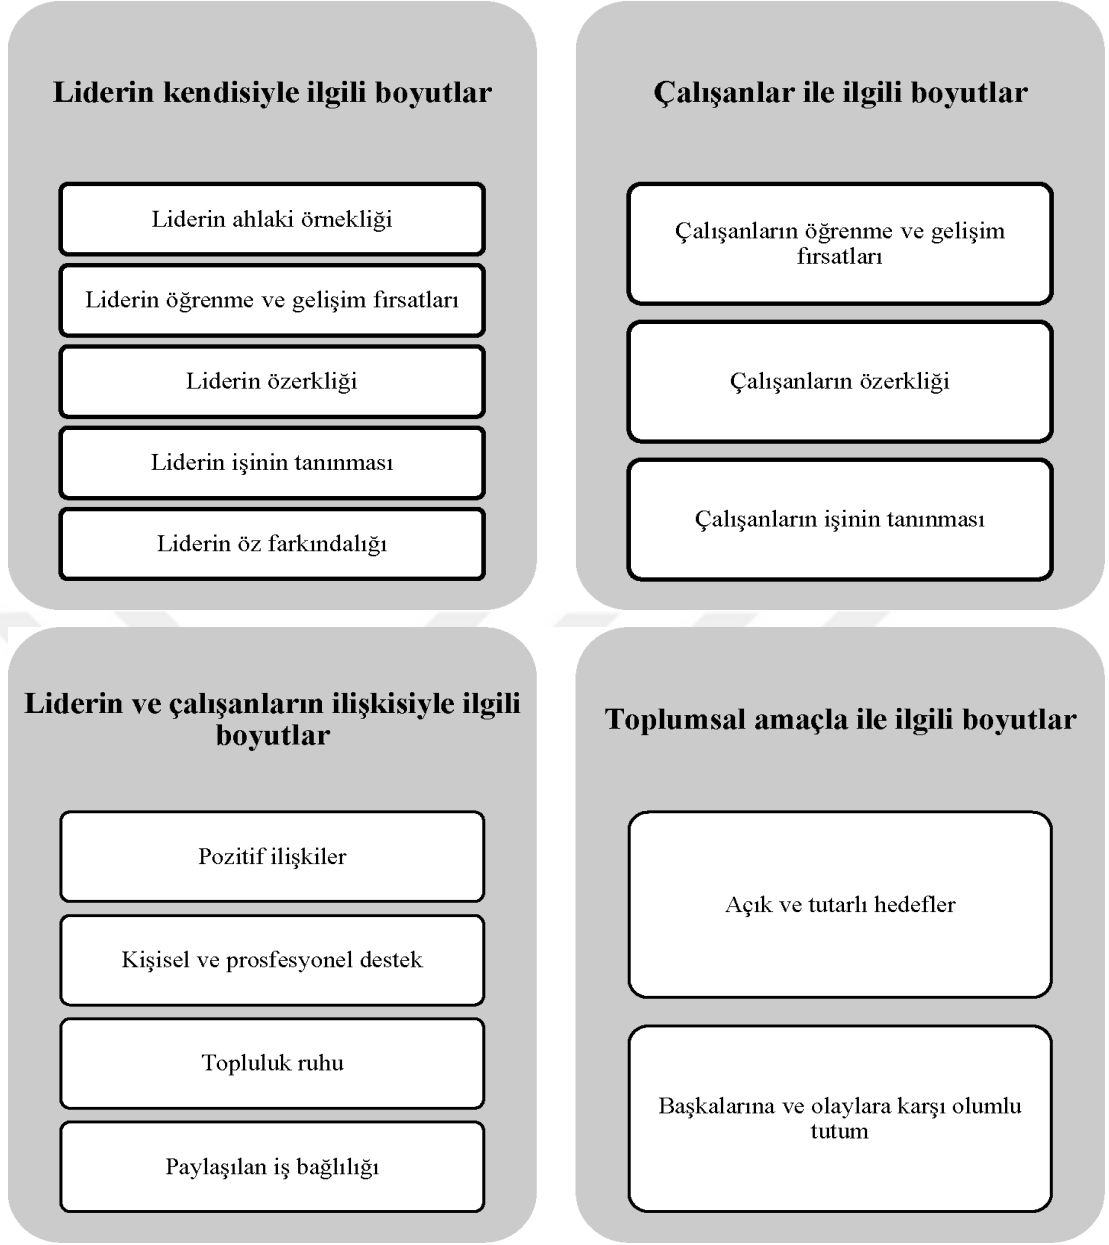 Liderin kendisiyle ilgili boyutlar
Liderin ahlaki örnekliği
Liderin öğrenme ve gelişim fırsatları
Liderin özerkliği
Liderin işinin tanınması
Liderin öz farkındalığı
Çalışanlar ile ilgili boyutlar
Çalışanların öğrenme ve gelişim
fırsatları
Çalışanların özerkliği
Çalışanların işinin tanınması
Liderin ve çalışanların ilişkisiyle ilgili
boyutlar
Pozitif ilişkiler
Kişisel ve prosfesyonel destek
Topluluk ruhu
Paylaşılan iş bağlılığı
Toplumsal amaçla ile ilgili boyutlar
Açık ve tutarlı hedefler
Başkalarına ve olaylara karşı olumlu
tutum